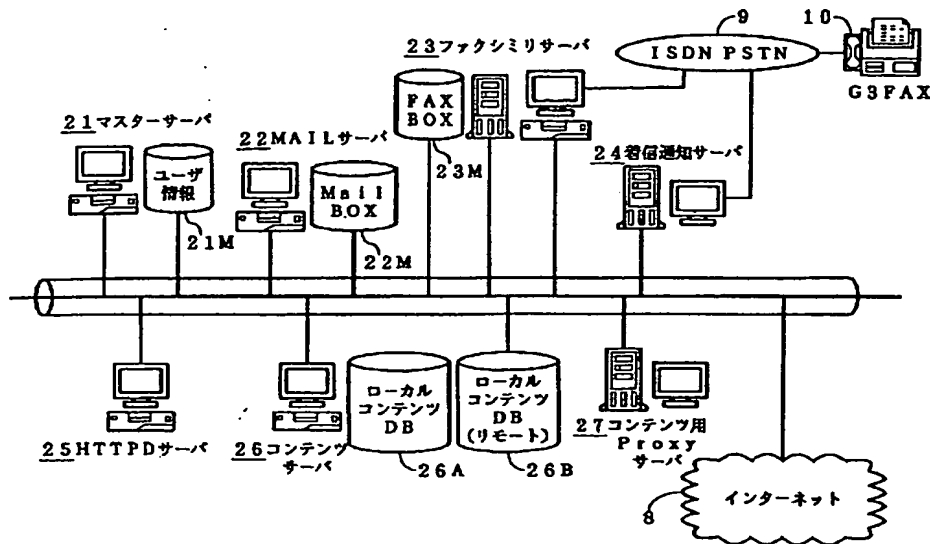 9
10
ISDN PSTN
G3FAX
23ファクシミリサーバ
FAX
BOX
23M
21マスターサーバ
ユーザ
情報
21M
22MAILサーバ
Mail
BOX
22M
24着信通知サーバ
25HTTPDサーバ
26コンテンツ
サーバ
ローカル
コンテンツ
DB
26A
ローカル
コンテンツ
DB
(リモート)
26B
27コンテンツ用
Proxy
サーバ
インターネット
8